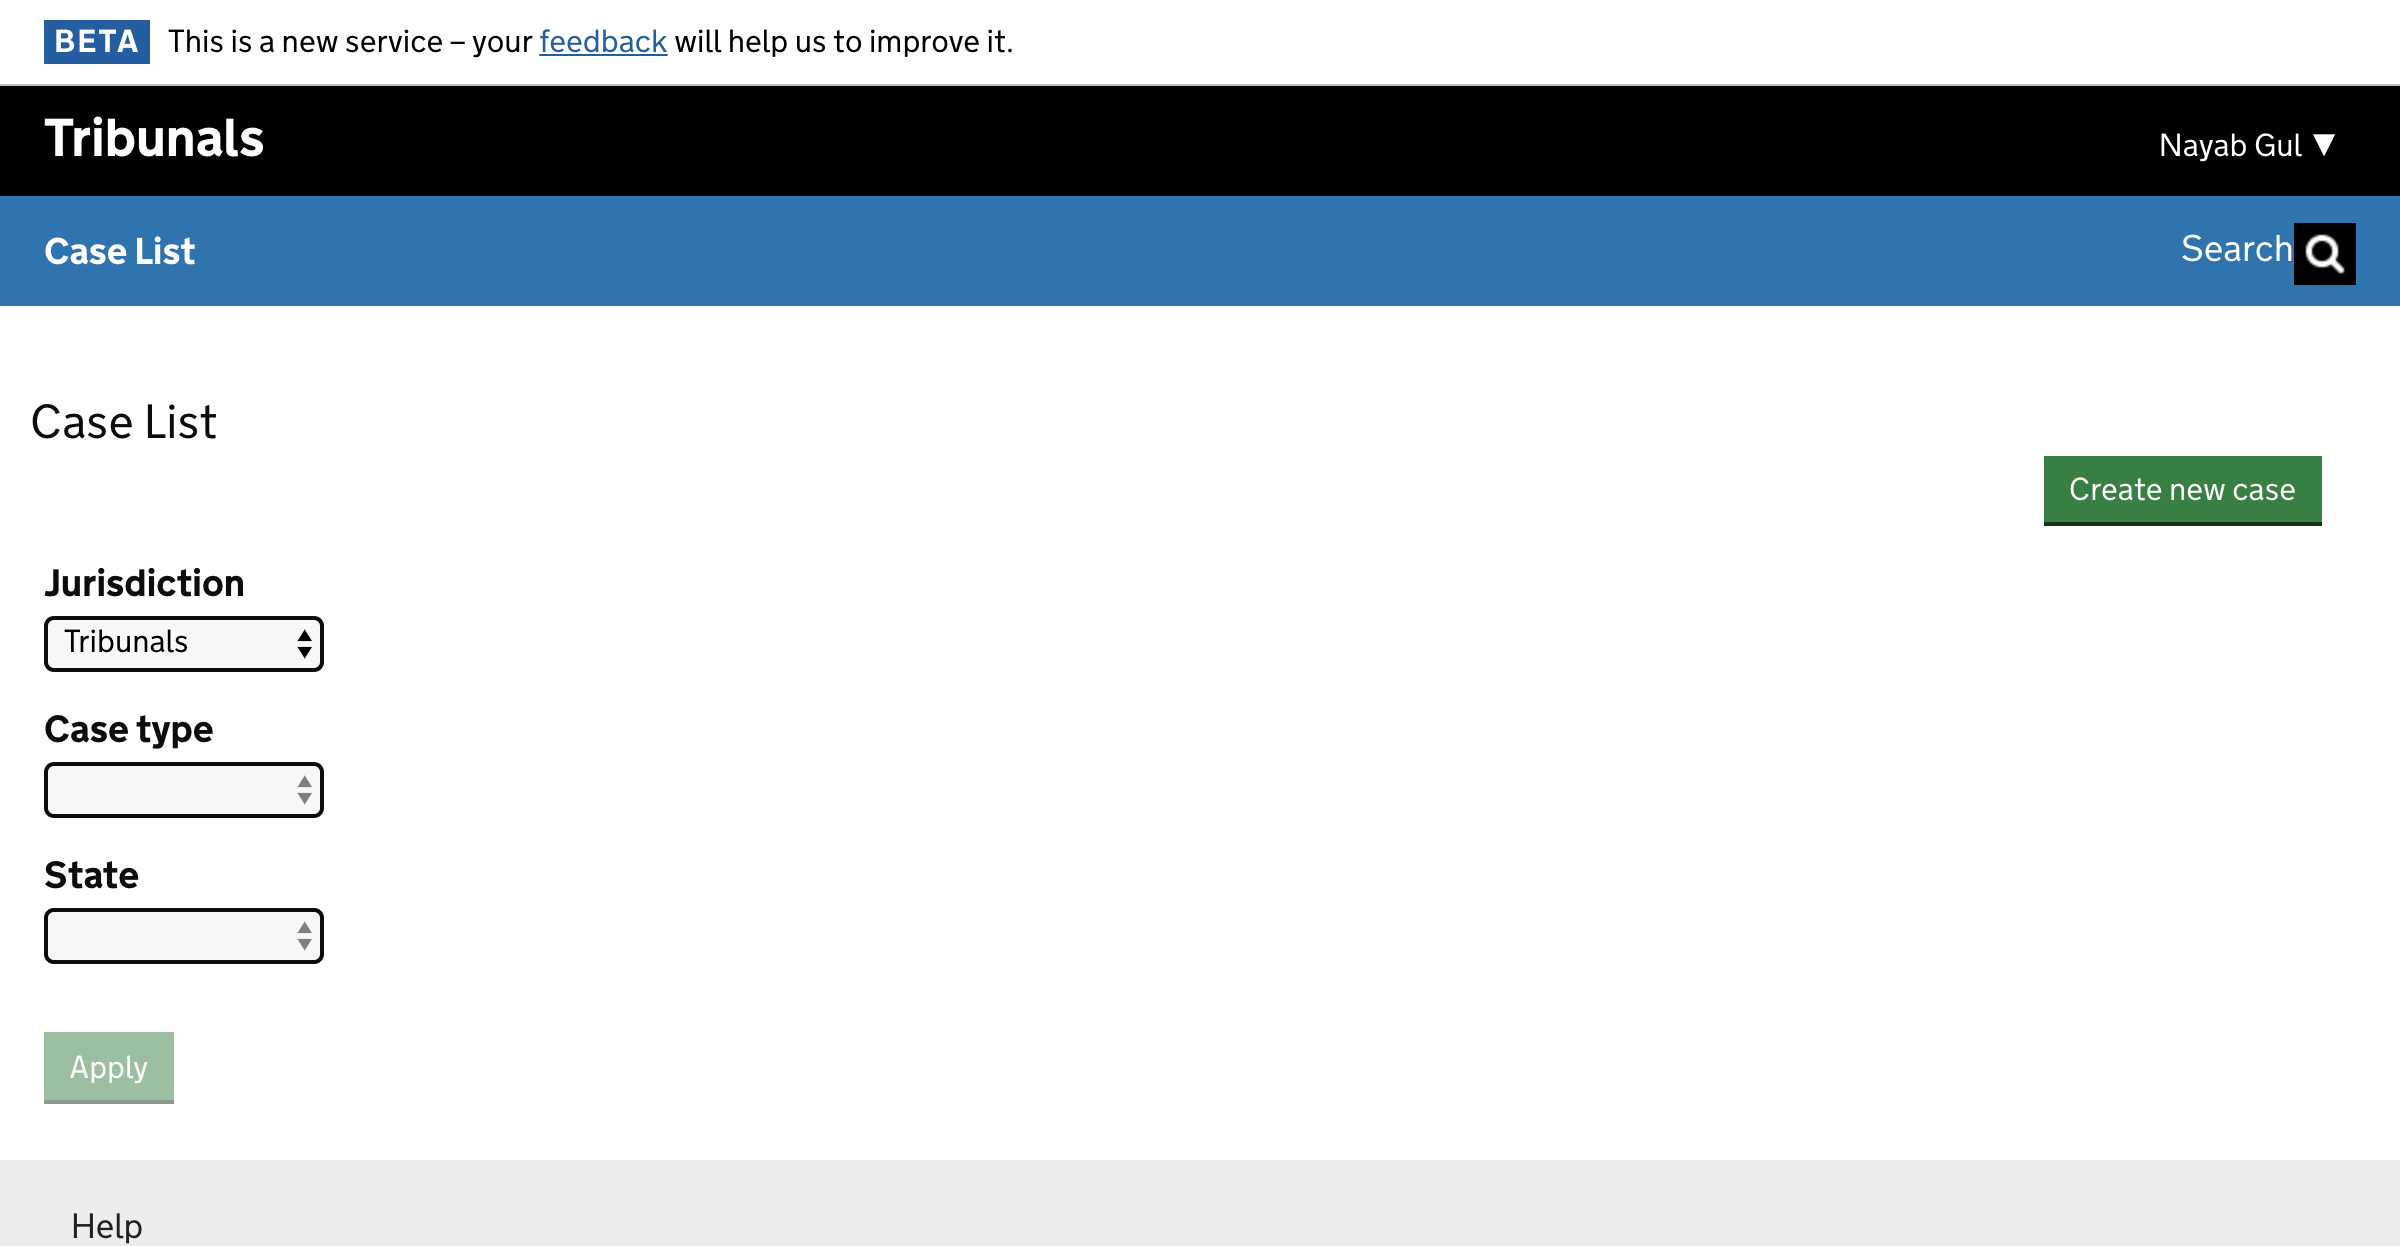 BETA This is a new service – your feedback will help us to improve it.
Tribunals
Nayab Gul ▼
Case List
Search
Case List
Create new case
Jurisdiction
Tribunals
Case type
State
Apply
Help